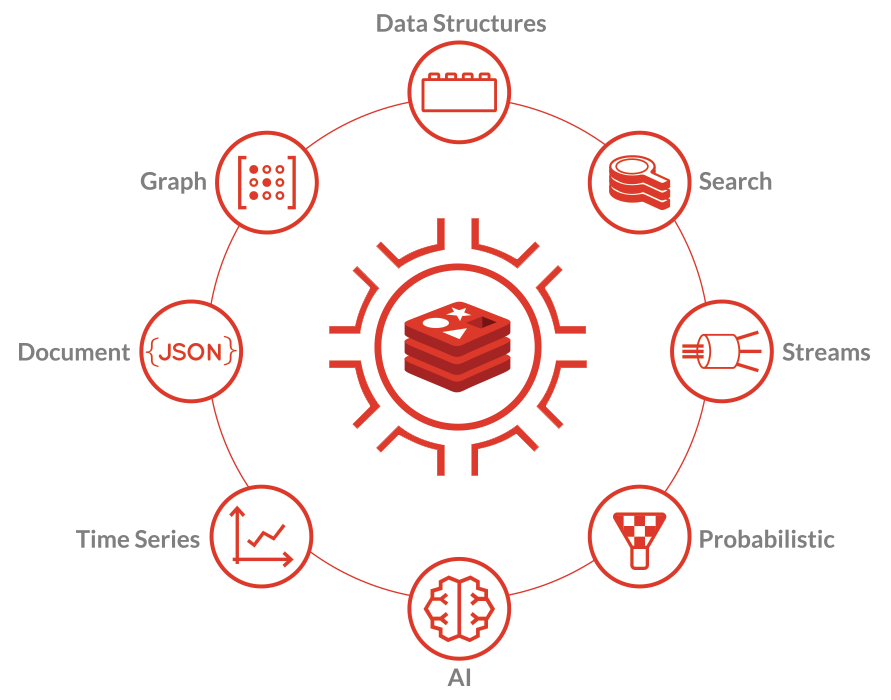 Data Structures
Graph
Search
Document
{JSON}
Streams
Time Series
Probabilistic
AI